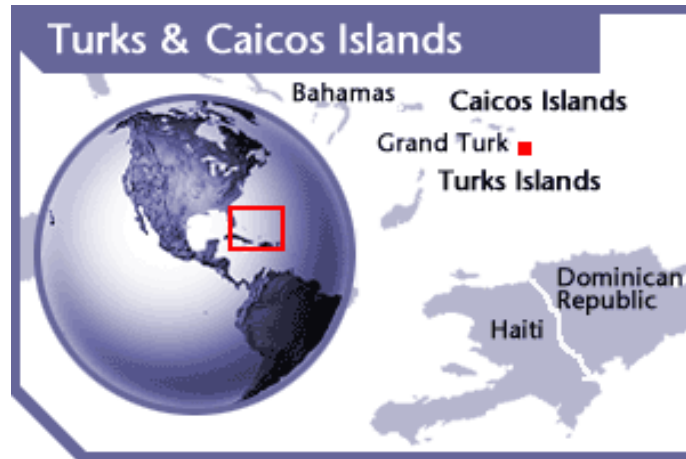 Turks & Caicos Islands
Bahamas
Caicos Islands
Grand Turk
Turks Islands
Dominican
Republic
Haiti